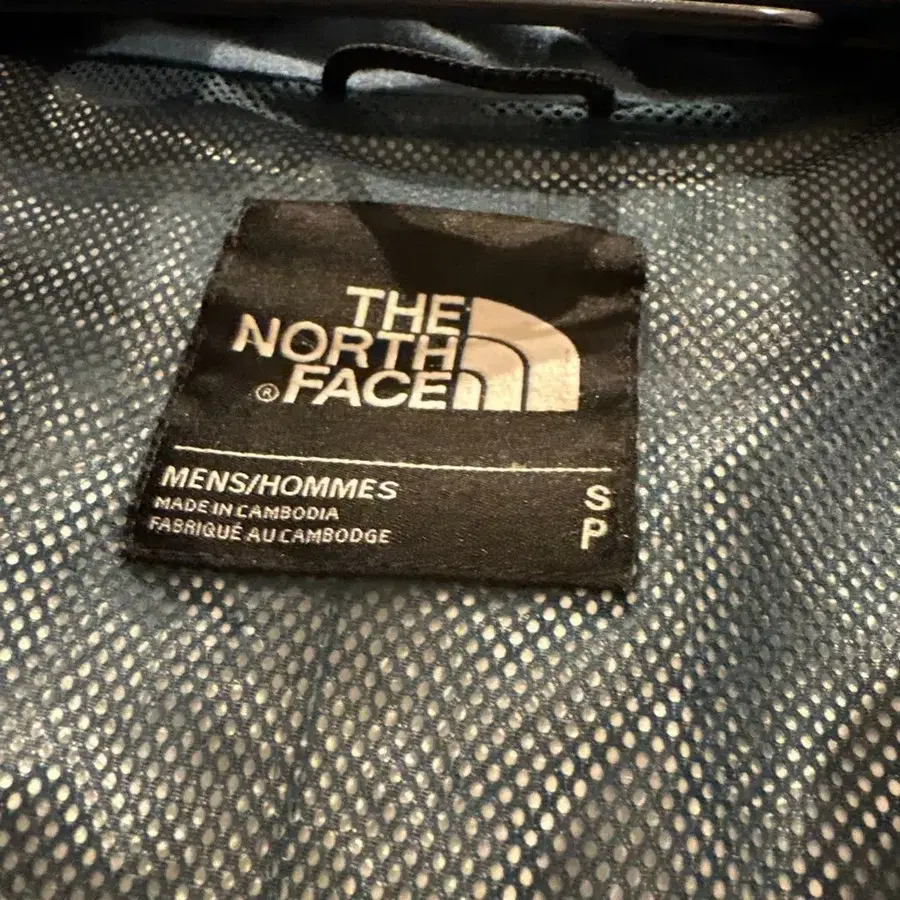 THE
NORTH
® FACE
MENS/HOMMES
MADE IN CAMBODIA
FABRIQUÉ AU CAMBODGE
S
P